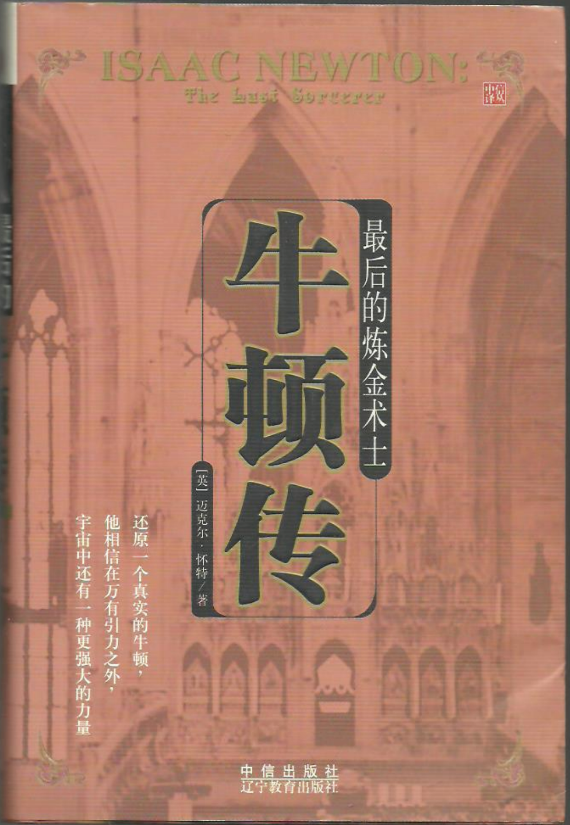 ISAAC NEWTON:
The Last Sorcerer
最后的炼金术士
牛顿传
[英] 迈克尔·怀特/著
还原一个真实的牛顿，
他相信在万有引力之外，
宇宙中还有一种更强大的力量
中信出版社
辽宁教育出版社
最后的